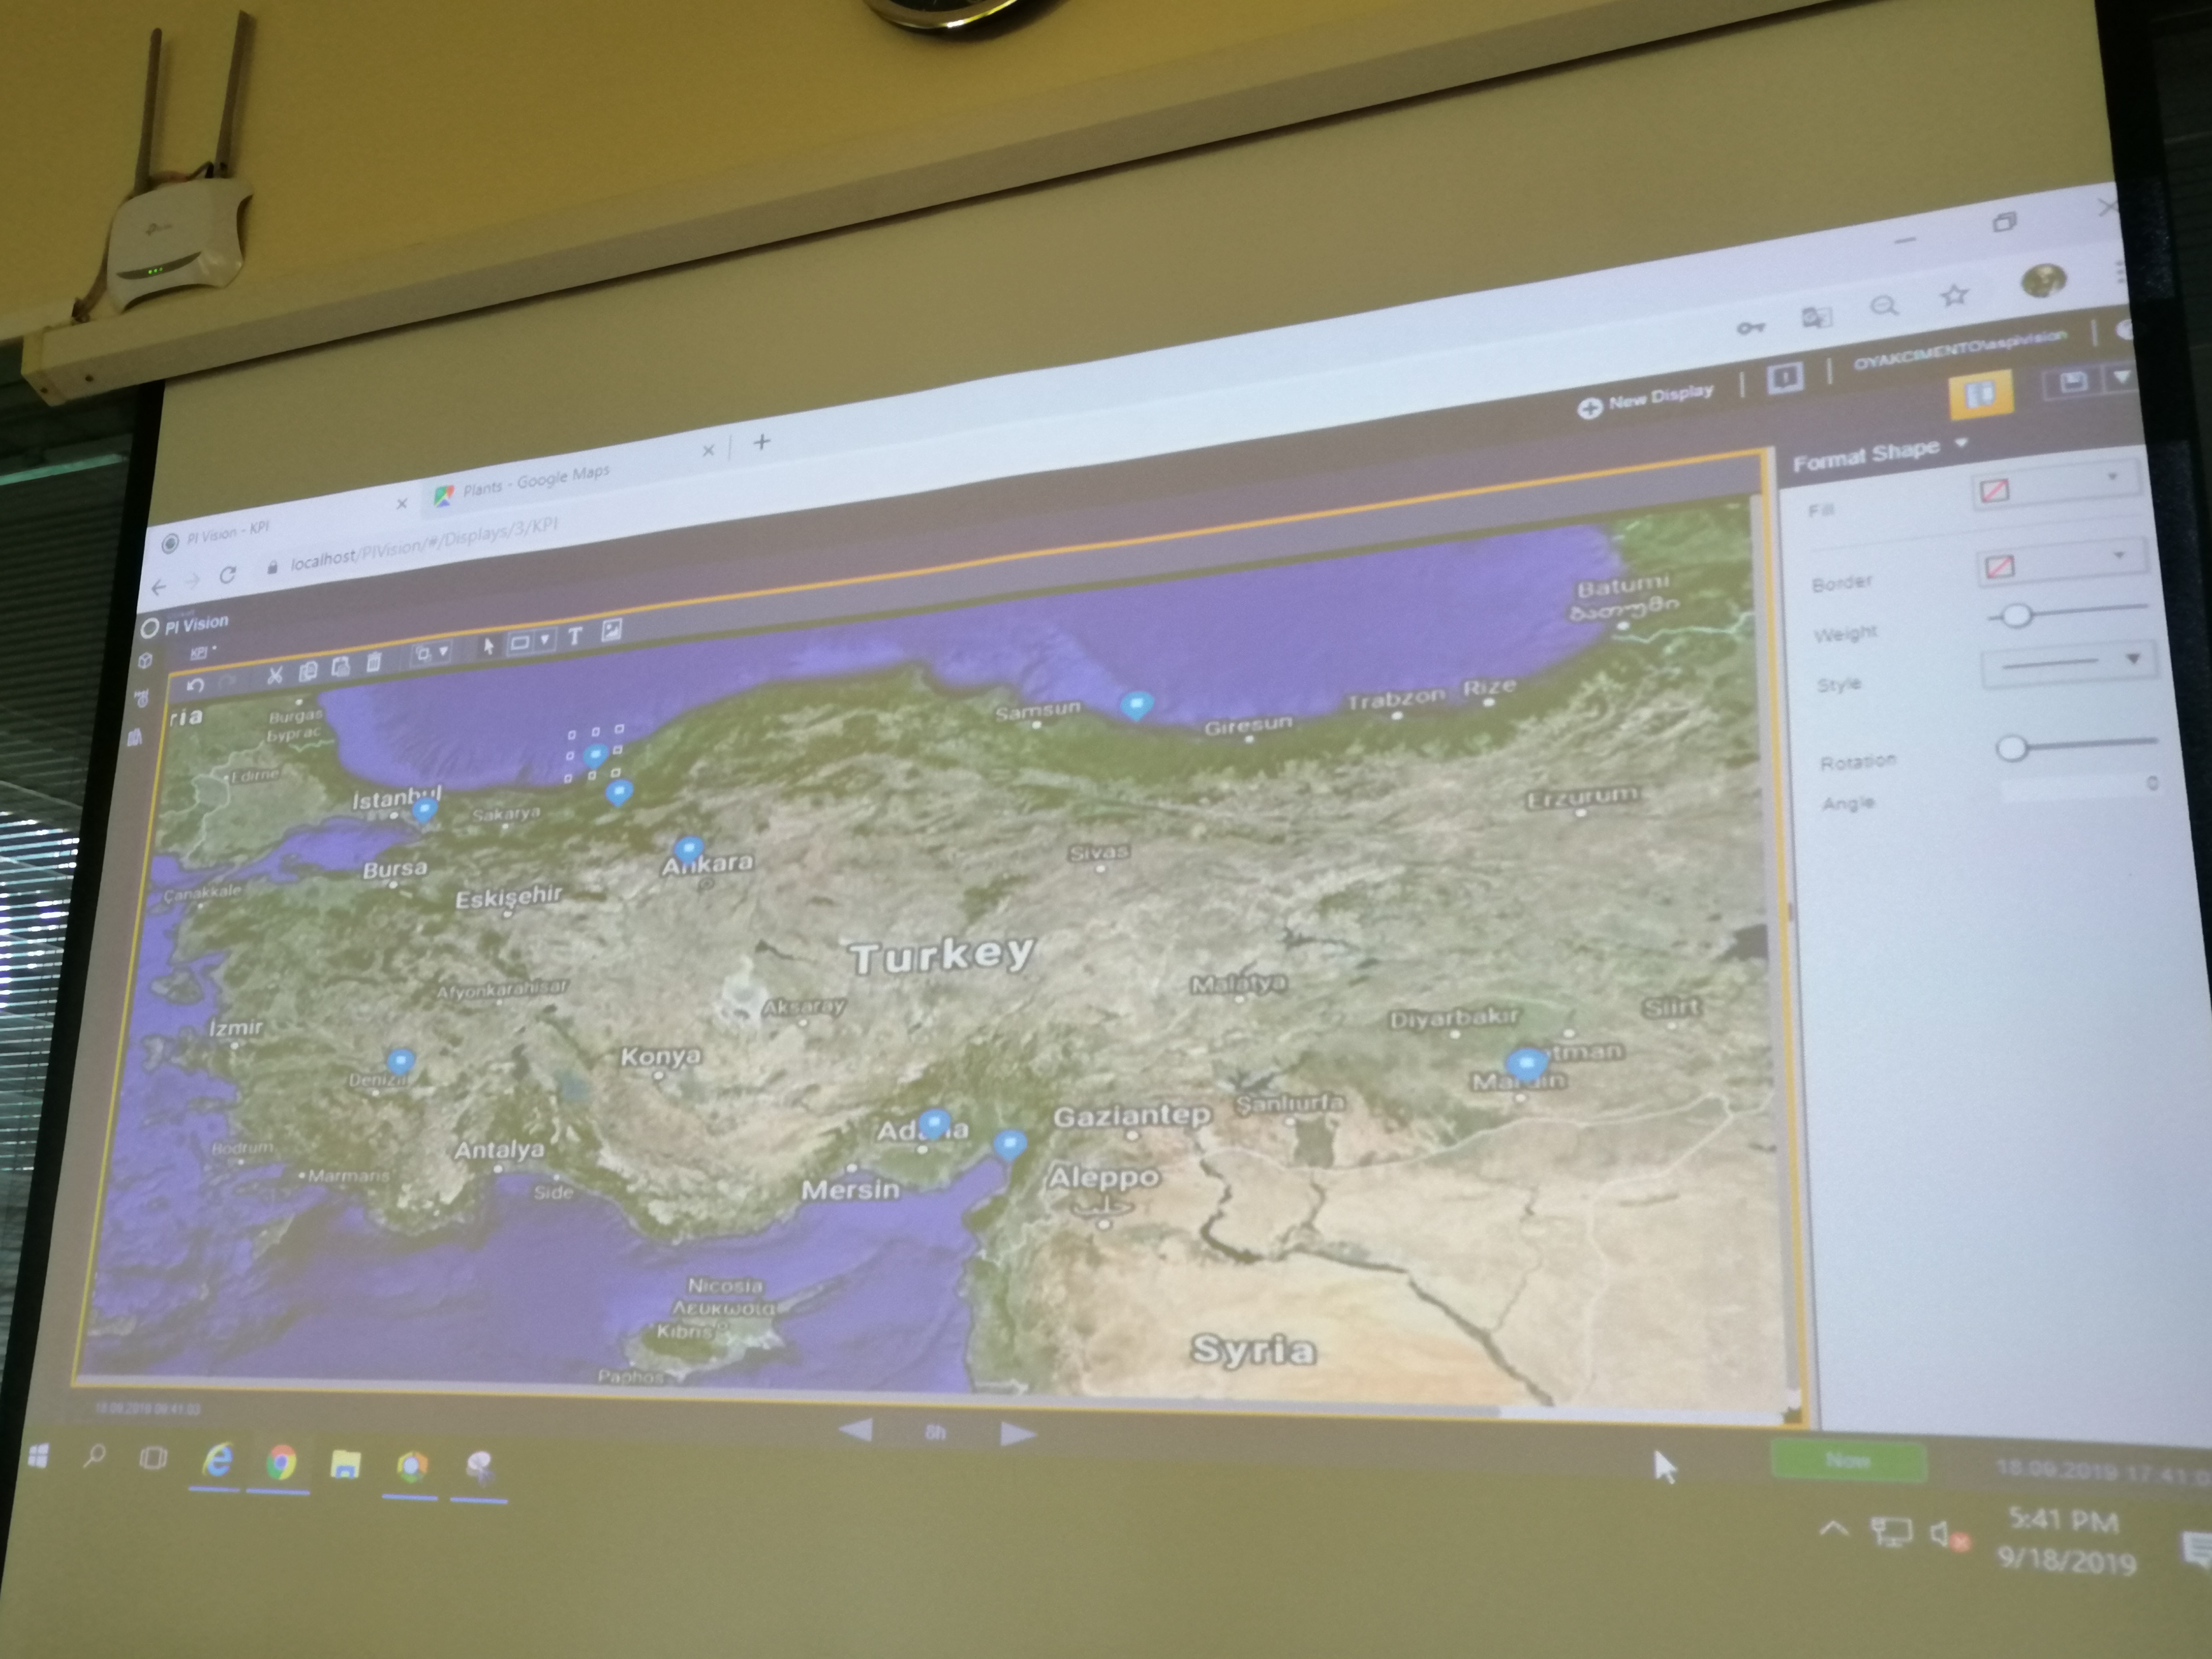 Plants - Google Maps
PI Vision - KPI
localhost/PIVision/#/Displays/3/KPI
New Display
OYAKCIMENTO\aspivision
PI Vision
KPI
Format Shape
Fill
Border
Weight
Style
Rotation
Angle
0
ria
Burgas
Бургас
Edirne
İstanbul
Sakarya
Bursa
Çanakkale
Eskişehir
Ankara
Samsun
Giresun
Trabzon
Rize
Batumi
ბათუმი
Erzurum
Sivas
Turkey
Afyonkarahisar
Aksaray
Malatya
Diyarbakır
Siirt
tman
Mardin
İzmir
Denizli
Konya
Bodrum
Marmaris
Antalya
Side
Adana
Mersin
Gaziantep
Şanlıurfa
Aleppo
حلب
Nicosia
Λευκωσία
Kıbrıs
Paphos
Syria
18.09.2019 09:41:03
8h
Now
18.09.2019 17:41:0
5:41 PM
9/18/2019